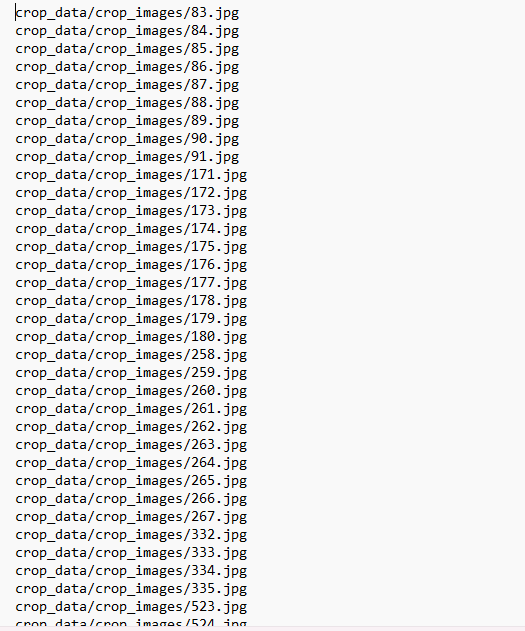 crop_data/crop_images/83.jpg
crop_data/crop_images/84.jpg
crop_data/crop_images/85.jpg
crop_data/crop_images/86.jpg
crop_data/crop_images/87.jpg
crop_data/crop_images/88.jpg
crop_data/crop_images/89.jpg
crop_data/crop_images/90.jpg
crop_data/crop_images/91.jpg
crop_data/crop_images/171.jpg
crop_data/crop_images/172.jpg
crop_data/crop_images/173.jpg
crop_data/crop_images/174.jpg
crop_data/crop_images/175.jpg
crop_data/crop_images/176.jpg
crop_data/crop_images/177.jpg
crop_data/crop_images/178.jpg
crop_data/crop_images/179.jpg
crop_data/crop_images/180.jpg
crop_data/crop_images/258.jpg
crop_data/crop_images/259.jpg
crop_data/crop_images/260.jpg
crop_data/crop_images/261.jpg
crop_data/crop_images/262.jpg
crop_data/crop_images/263.jpg
crop_data/crop_images/264.jpg
crop_data/crop_images/265.jpg
crop_data/crop_images/266.jpg
crop_data/crop_images/267.jpg
crop_data/crop_images/332.jpg
crop_data/crop_images/333.jpg
crop_data/crop_images/334.jpg
crop_data/crop_images/335.jpg
crop_data/crop_images/523.jpg
crop_data/crop_images/524.jpg